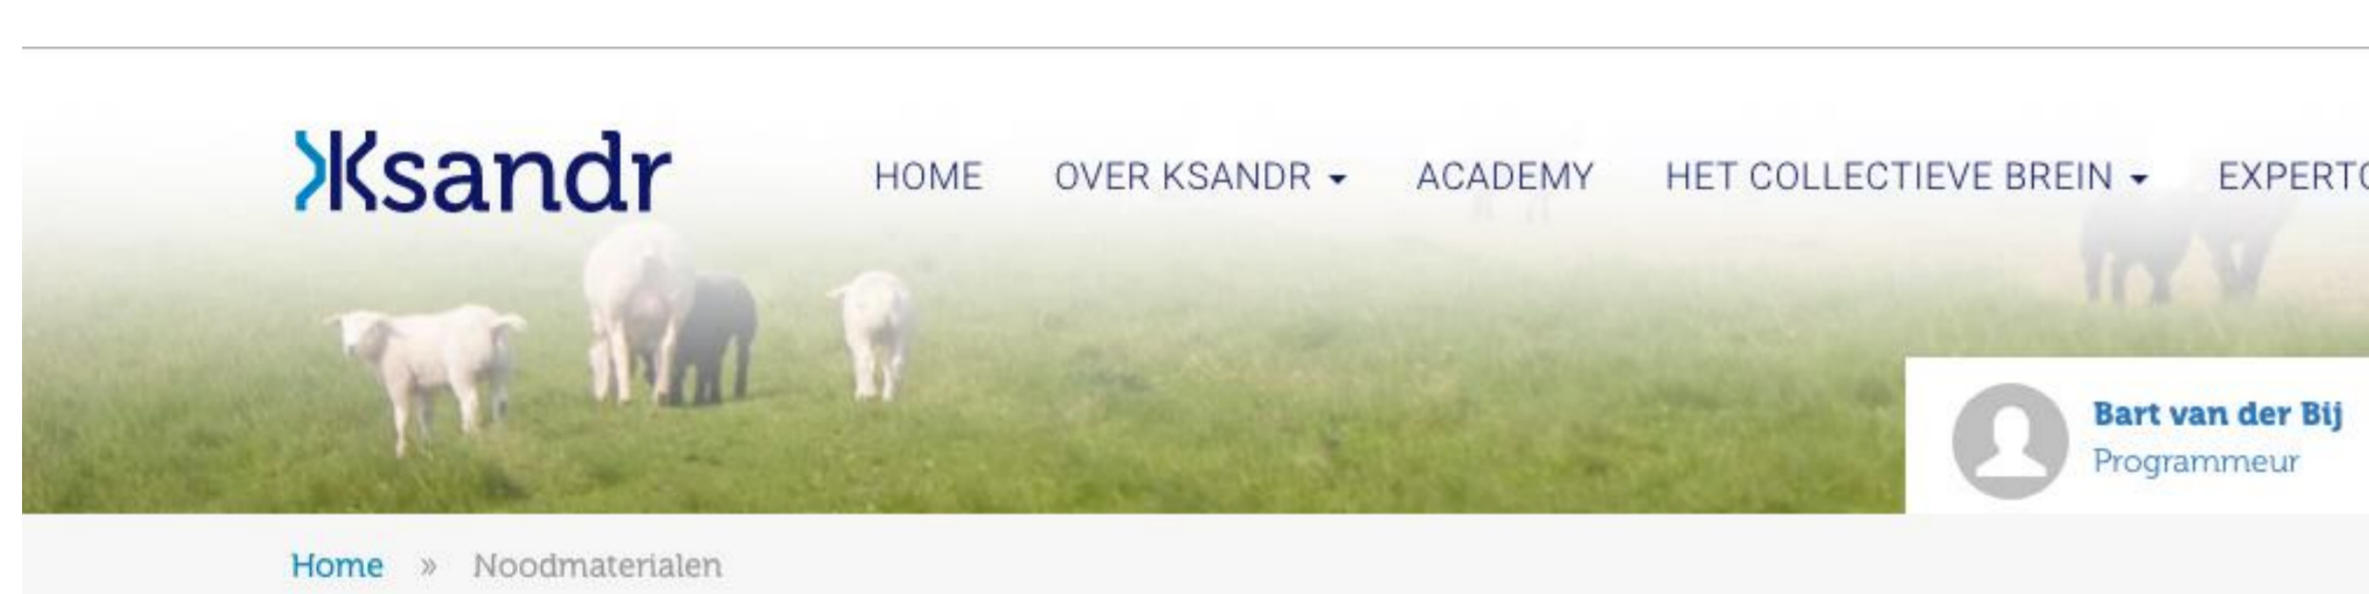 Ksandr
HOME OVER KSANDR ACADEMY HET COLLECTIEVE BREIN
Bart van der Bij
Programmeur
Home » Noodmaterialen